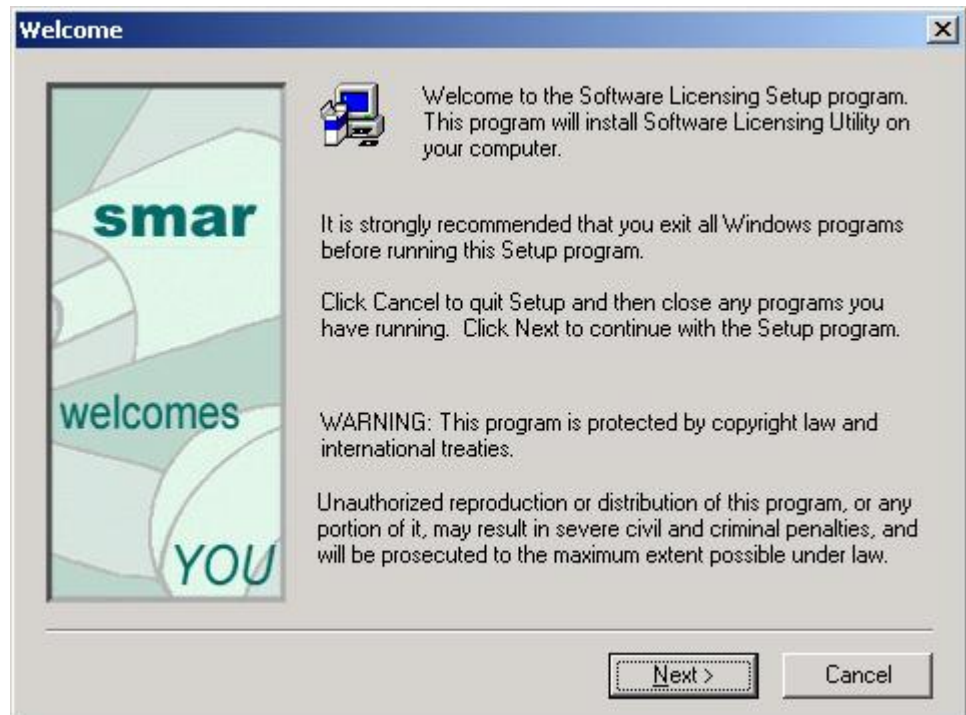 Welcome
smar
welcomes
YOU
Welcome to the Software Licensing Setup program.
This program will install Software Licensing Utility on
your computer.
It is strongly recommended that you exit all Windows programs
before running this Setup program.
Click Cancel to quit Setup and then close any programs you
have running.  Click Next to continue with the Setup program.
WARNING: This program is protected by copyright law and
international treaties.
Unauthorized reproduction or distribution of this program, or any
portion of it, may result in severe civil and criminal penalties, and
will be prosecuted to the maximum extent possible under law.
Next >
Cancel